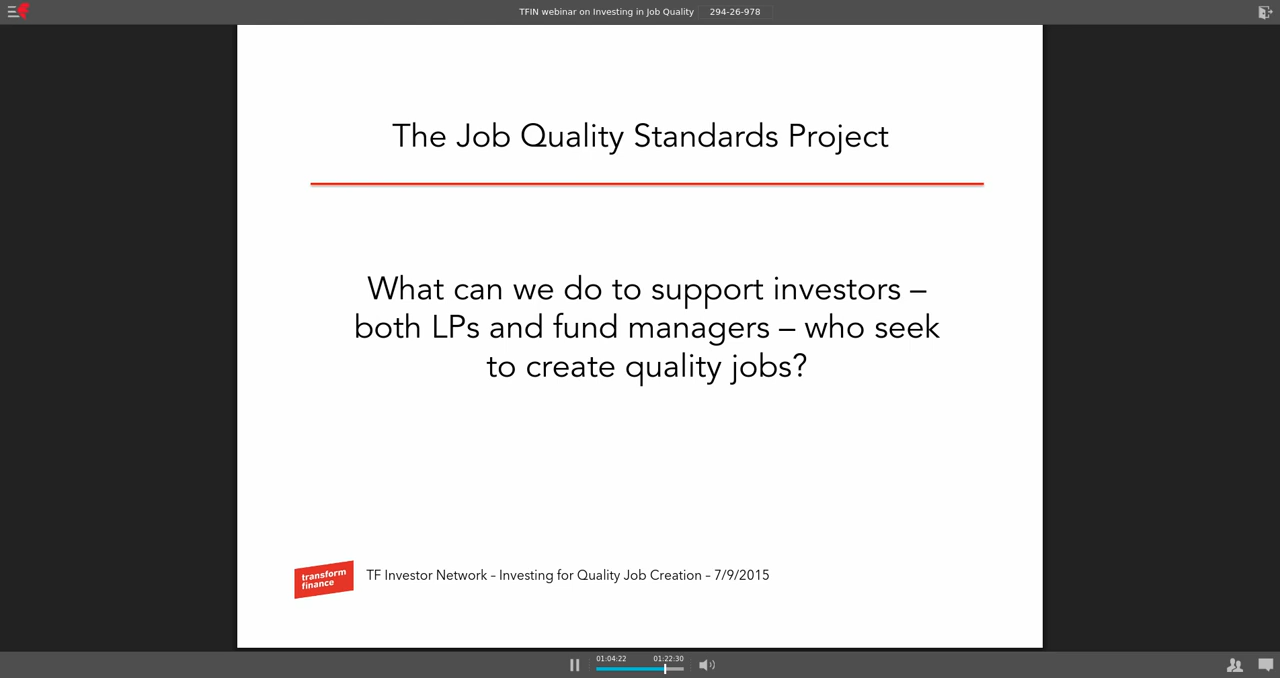 TFIN webinar on Investing in Job Quality 294-26-978
The Job Quality Standards Project
What can we do to support investors –
both LPs and fund managers – who seek
to create quality jobs?
transform
finance
TF Investor Network – Investing for Quality Job Creation – 7/9/2015
01:04:22 01:22:30